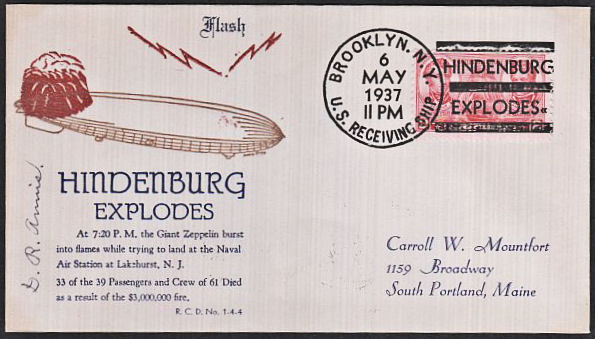 Flash
BROOKLYN, N.Y.
6
MAY
1937
11 PM
U.S. RECEIVING SHIP
HINDENBURG
EXPLODES
HINDENBURG
EXPLODES
At 7:20 P. M. the Giant Zeppelin burst
into flames while trying to land at the Naval
Air Station at Lakehurst, N. J.
33 of the 39 Passengers and Crew of 61 Died
as a result of the $3,000,000 fire.
R. C. D. No. 1-4-4
D. R.
Carroll W. Mountfort
1159 Broadway
South Portland, Maine